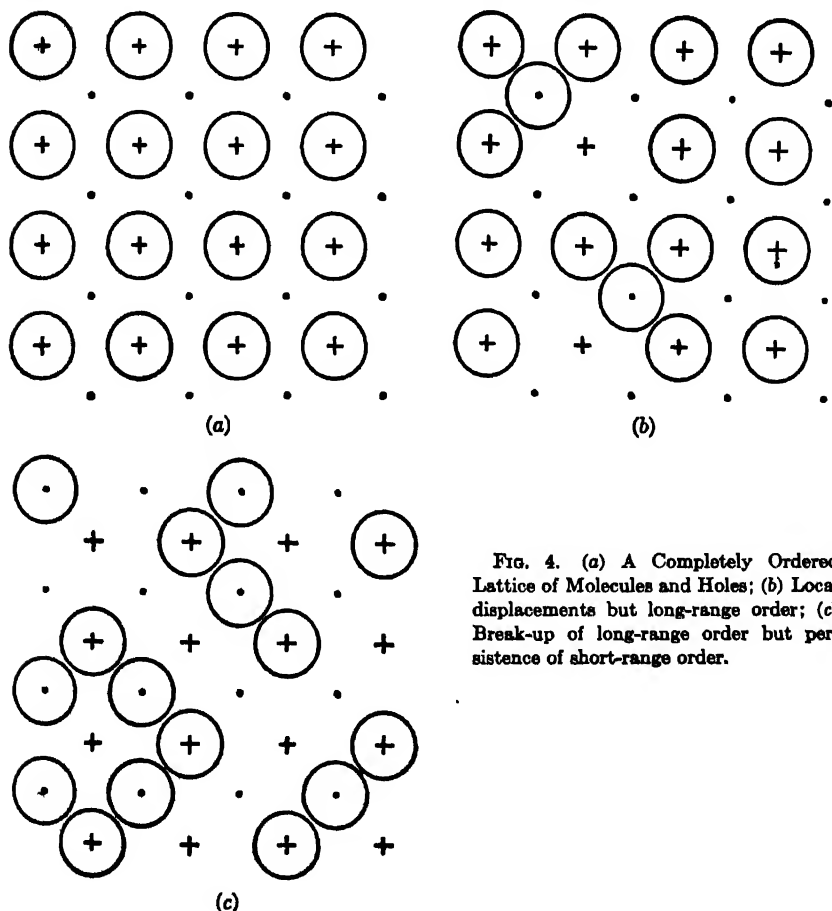 (a)
(b)
FIG. 4. (a) A Completely Ordered
Lattice of Molecules and Holes; (b) Loca
displacements but long-range order; (c
Break-up of long-range order but per
sistence of short-range order.
(c)